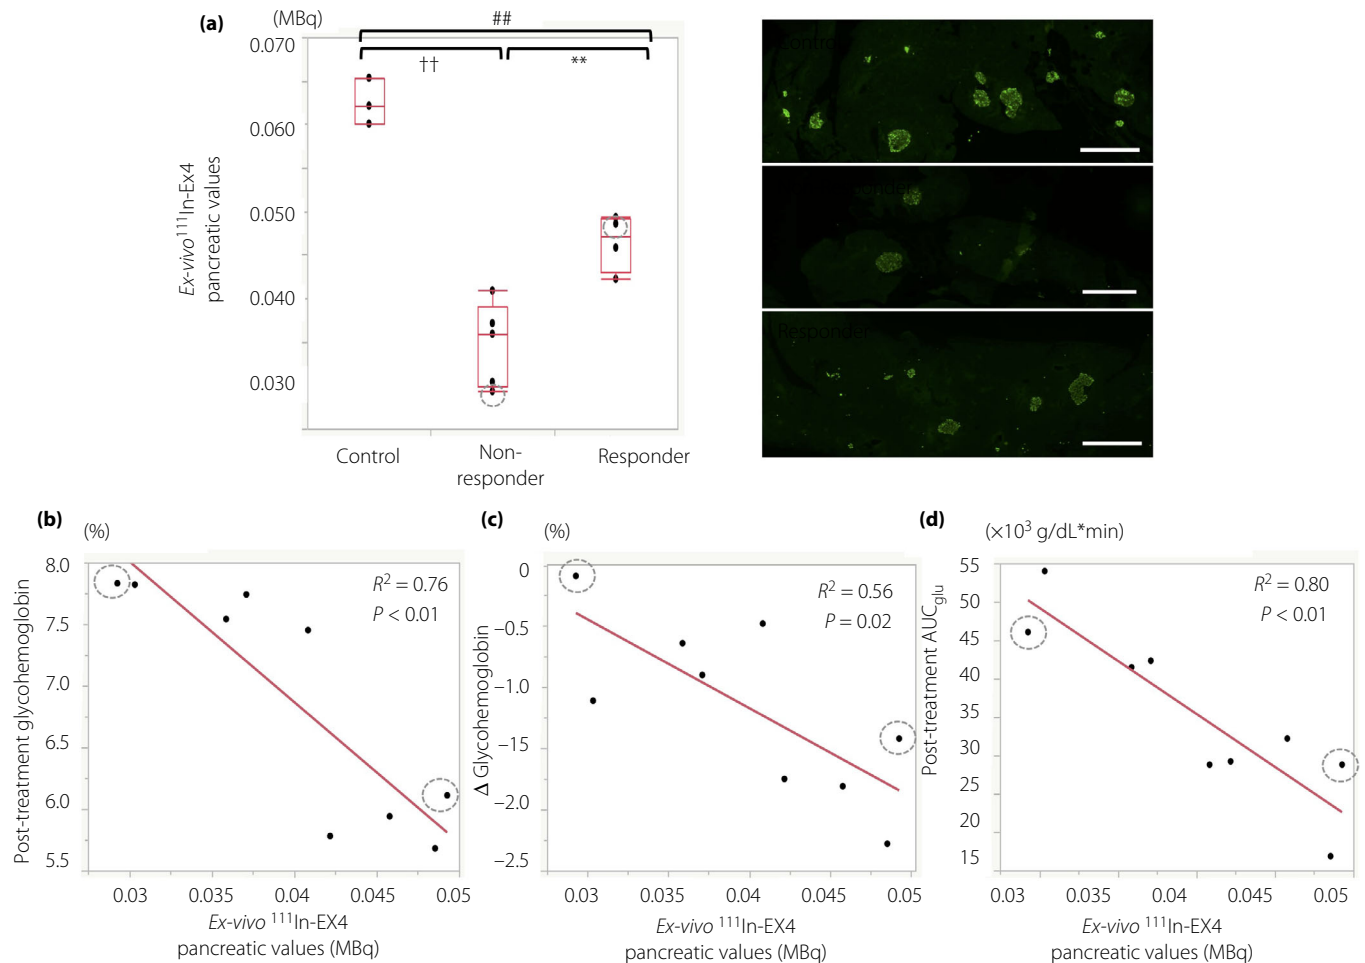 (a)
(MBq)
##
††
**
0.070
0.060
0.050
0.040
0.030
Ex-vivo ¹¹¹In-Ex4
pancreatic values
Control
Non-
responder
Responder
Control
Responder
(b)
(%)
8.0
7.5
7.0
6.5
6.0
5.5
Post-treatment glycohemoglobin
R² = 0.76
P < 0.01
0.03
0.035
0.04
0.045
0.05
Ex-vivo ¹¹¹In-EX4
pancreatic values (MBq)
(c)
(%)
0
−0.5
−1.0
−15
−2.0
−2.5
Δ Glycohemoglobin
R² = 0.56
P = 0.02
0.03
0.035
0.04
0.045
0.05
Ex-vivo ¹¹¹In-EX4
pancreatic values (MBq)
(d)
(×10³ g/dL*min)
55
50
45
40
35
30
25
20
15
Post-treatment AUCglu
R² = 0.80
P < 0.01
0.03
0.035
0.04
0.045
0.05
Ex-vivo ¹¹¹In-EX4
pancreatic values (MBq)